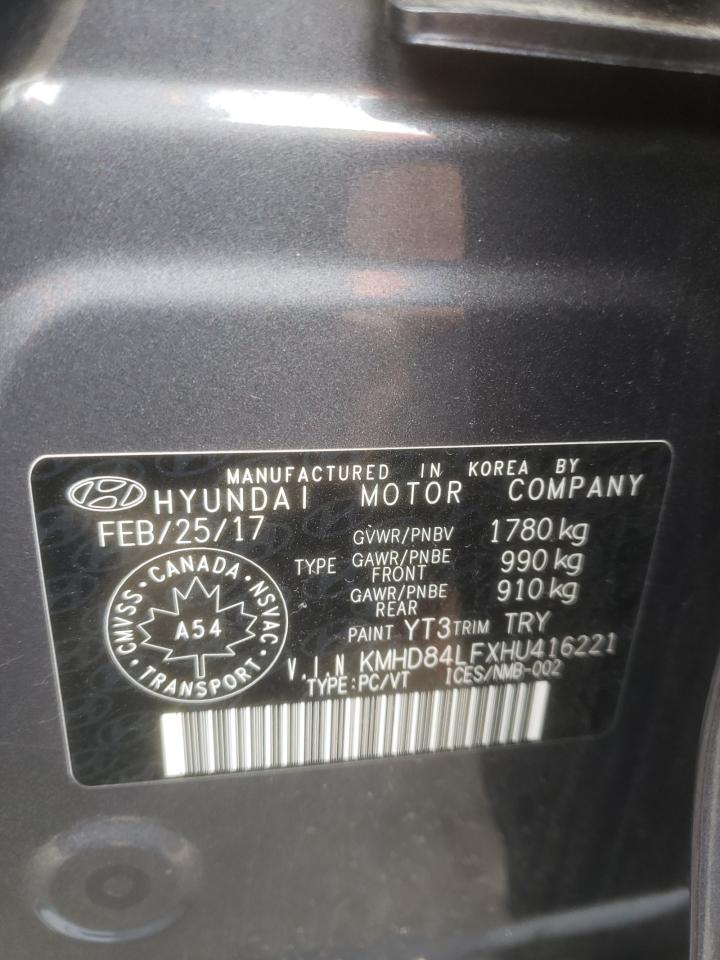 MANUFACTURED IN KOREA BY
HYUNDAI MOTOR COMPANY
FEB/25/17
GVWR/PNBV 1780 kg
TYPE GAWR/PNBE FRONT 990 kg
GAWR/PNBE REAR 910 kg
PAINT YT3 TRIM TRY
CMVSS · CANADA · NSVAC · TRANSPORT ·
A54
V.I.N KMHD84LFXHU416221
TYPE:PC/VT ICES/NMB-002